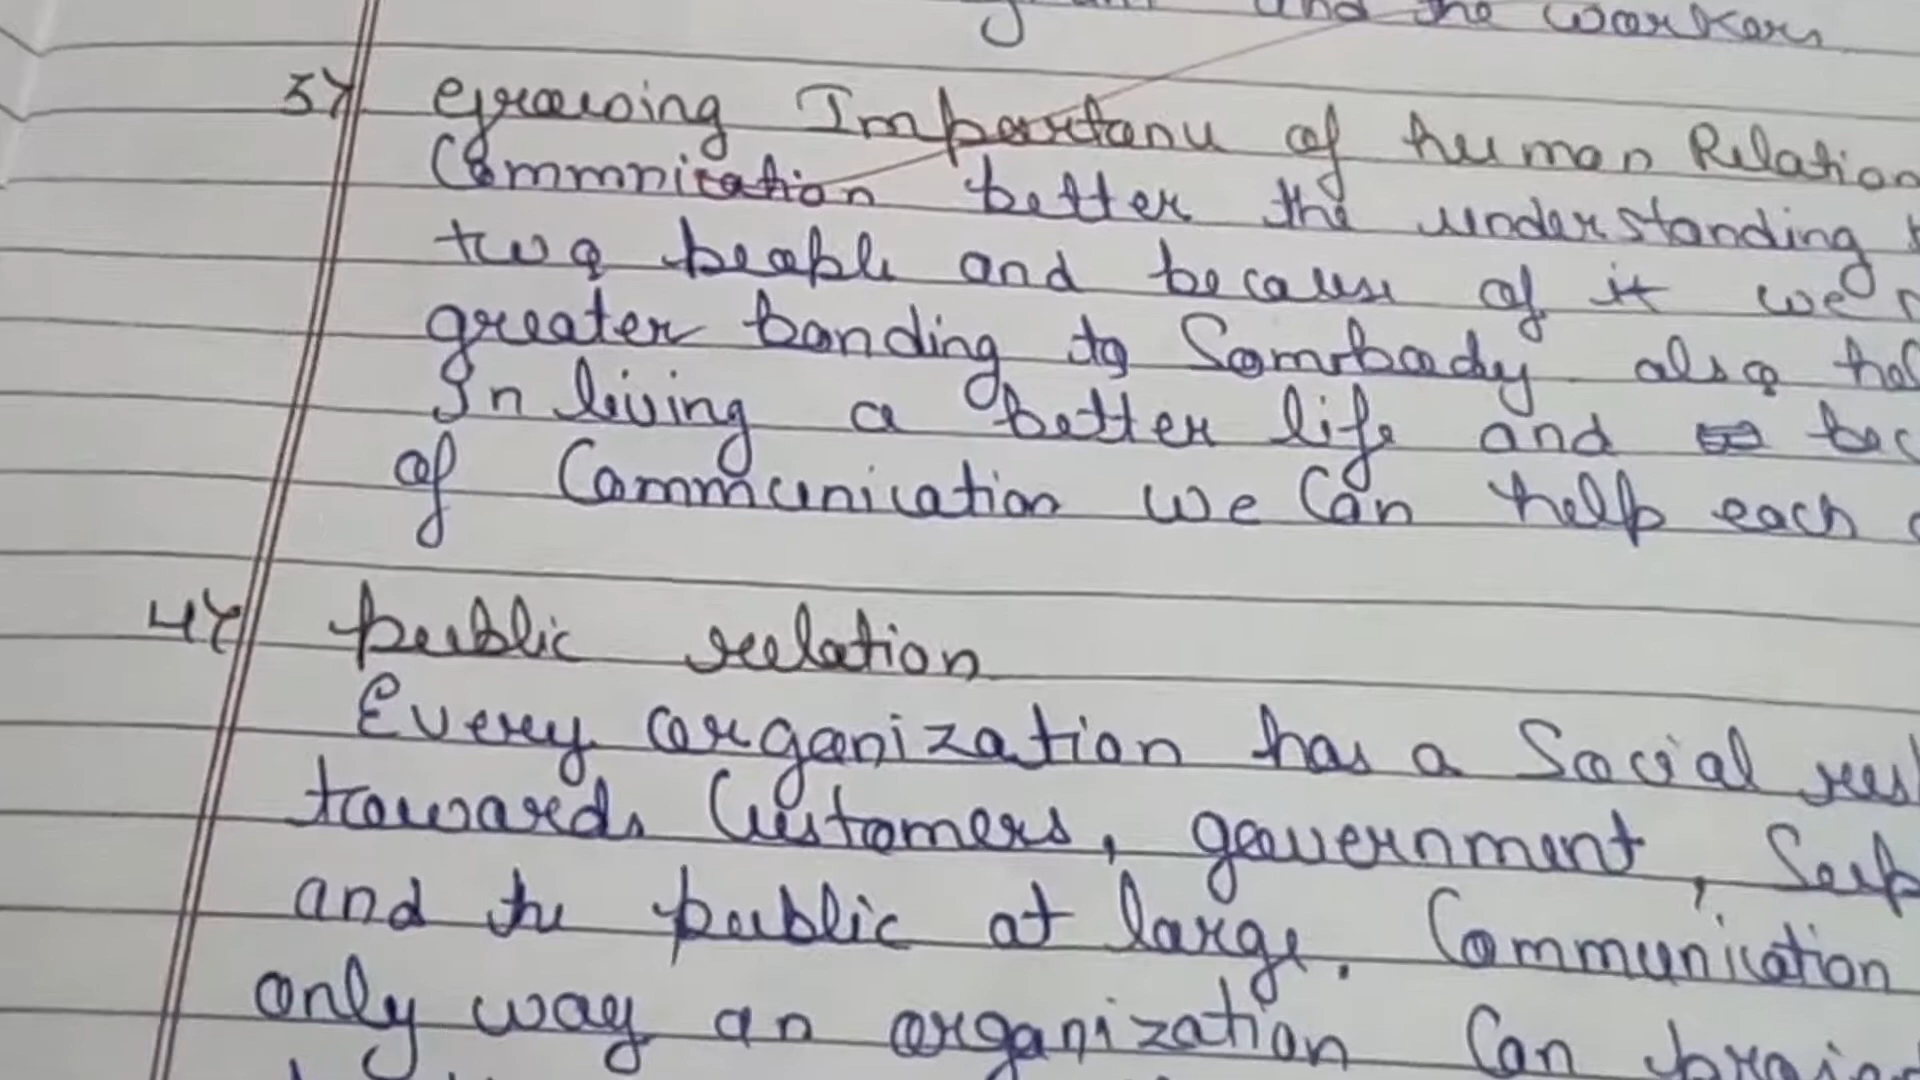 and the workers
3) Growing Importance of human Relation
Commnication better the understanding
two people and because of it we
greater bonding to Somebody also
In living a better life and
of Communication we Can help each
4) public relation
Every organization has a Social
towards Customers, government,
and the public at large. Communication
only way an organization Can